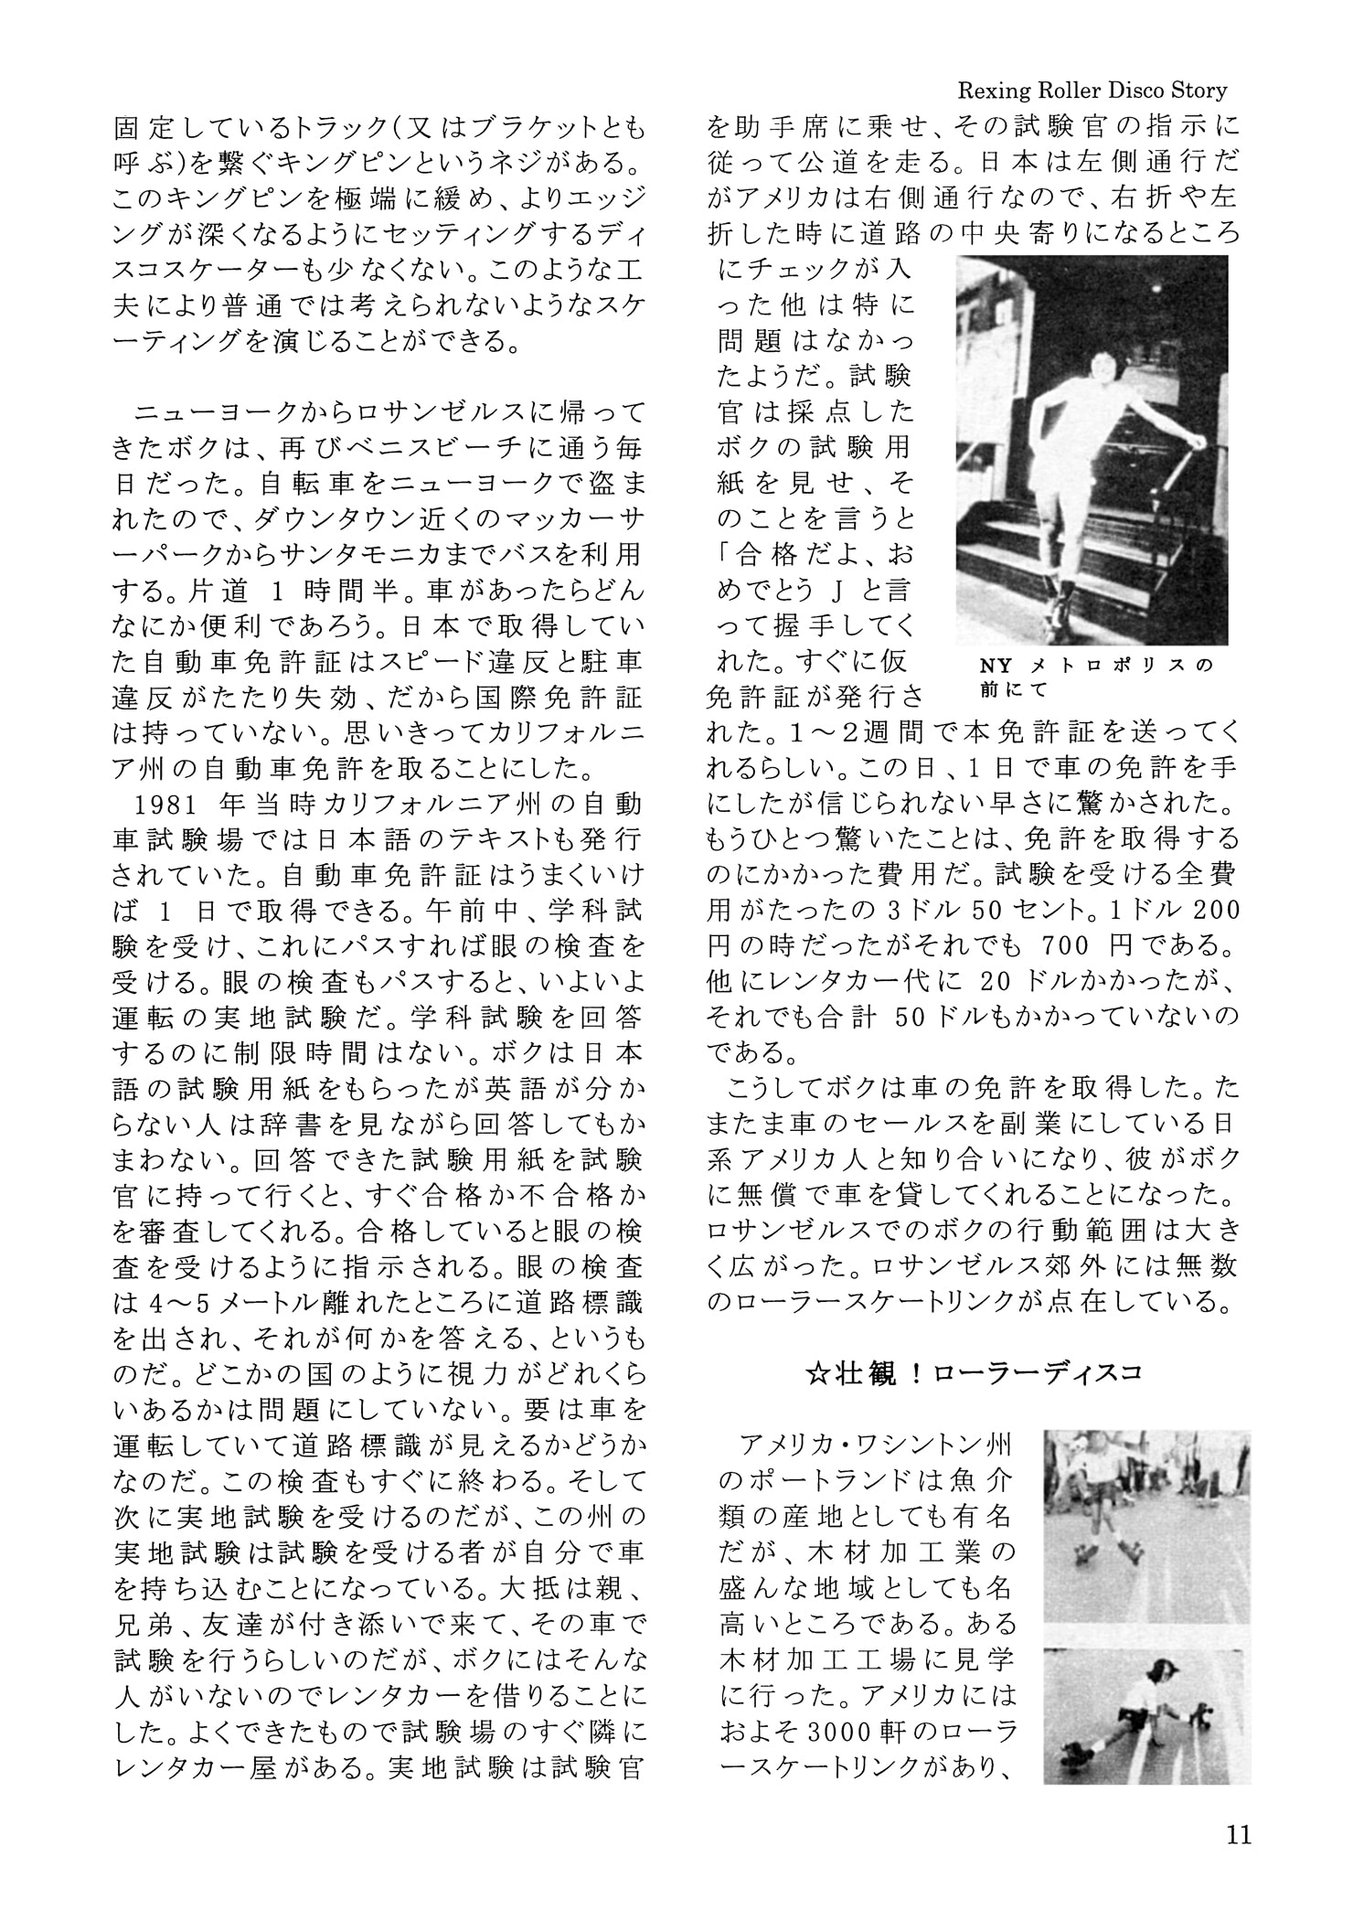 Rexing Roller Disco Story
固定しているトラック(又はブラケットとも
呼ぶ)を繋ぐキングピンというネジがある。
このキングピンを極端に緩め、よりエッジ
ングが深くなるようにセッティングするディ
スコスケーターも少なくない。このような工
夫により普通では考えられないようなスケ
ーティングを演じることができる。
ニューヨークからロサンゼルスに帰って
きたボクは、再びベニスビーチに通う毎
日だった。自転車をニューヨークで盗ま
れたので、ダウンタウン近くのマッカーサ
ーパークからサンタモニカまでバスを利用
する。片道 1 時間半。車があったらどん
なにか便利であろう。日本で取得してい
た自動車免許証はスピード違反と駐車
違反がたたり失効、だから国際免許証
は持っていない。思いきってカリフォルニ
ア州の自動車免許を取ることにした。
1981 年当時カリフォルニア州の自動
車試験場では日本語のテキストも発行
されていた。自動車免許証はうまくいけ
ば 1 日で取得できる。午前中、学科試
験を受け、これにパスすれば眼の検査を
受ける。眼の検査もパスすると、いよいよ
運転の実地試験だ。学科試験を回答
するのに制限時間はない。ボクは日本
語の試験用紙をもらったが英語が分か
らない人は辞書を見ながら回答してもか
まわない。回答できた試験用紙を試験
官に持って行くと、すぐ合格か不合格か
を審査してくれる。合格していると眼の検
査を受けるように指示される。眼の検査
は 4～5 メートル離れたところに道路標識
を出され、それが何かを答える、というも
のだ。どこかの国のように視力がどれくら
いあるかは問題にしていない。要は車を
運転していて道路標識が見えるかどうか
なのだ。この検査もすぐに終わる。そして
次に実地試験を受けるのだが、この州の
実地試験は試験を受ける者が自分で車
を持ち込むことになっている。大抵は親、
兄弟、友達が付き添いで来て、その車で
試験を行うらしいのだが、ボクにはそんな
人がいないのでレンタカーを借りることに
した。よくできたもので試験場のすぐ隣に
レンタカー屋がある。実地試験は試験官
を助手席に乗せ、その試験官の指示に
従って公道を走る。日本は左側通行だ
がアメリカは右側通行なので、右折や左
折した時に道路の中央寄りになるところ
にチェックが入
った他は特に
問題はなかっ
たようだ。試験
官は採点した
ボクの試験用
紙を見せ、そ
のことを言うと
「合格だよ、お
めでとう J と言
って握手してく
れた。すぐに仮
免許証が発行さ
NY メトロポリスの
前にて
れた。1～2週間で本免許証を送ってく
れるらしい。この日、1 日で車の免許を手
にしたが信じられない早さに驚かされた。
もうひとつ驚いたことは、免許を取得する
のにかかった費用だ。試験を受ける全費
用がたったの 3ドル 50 セント。1ドル 200
円の時だったがそれでも 700 円である。
他にレンタカー代に 20 ドルかかったが、
それでも合計 50ドルもかかっていないの
である。
こうしてボクは車の免許を取得した。た
またま車のセールスを副業にしている日
系アメリカ人と知り合いになり、彼がボク
に無償で車を貸してくれることになった。
ロサンゼルスでのボクの行動範囲は大き
く広がった。ロサンゼルス郊外には無数
のローラースケートリンクが点在している。
☆壮観！ローラーディスコ
アメリカ・ワシントン州
のポートランドは魚介
類の産地としても有名
だが、木材加工業の
盛んな地域としても名
高いところである。ある
木材加工工場に見学
に行った。アメリカには
およそ 3000 軒のローラ
ースケートリンクがあり、
11